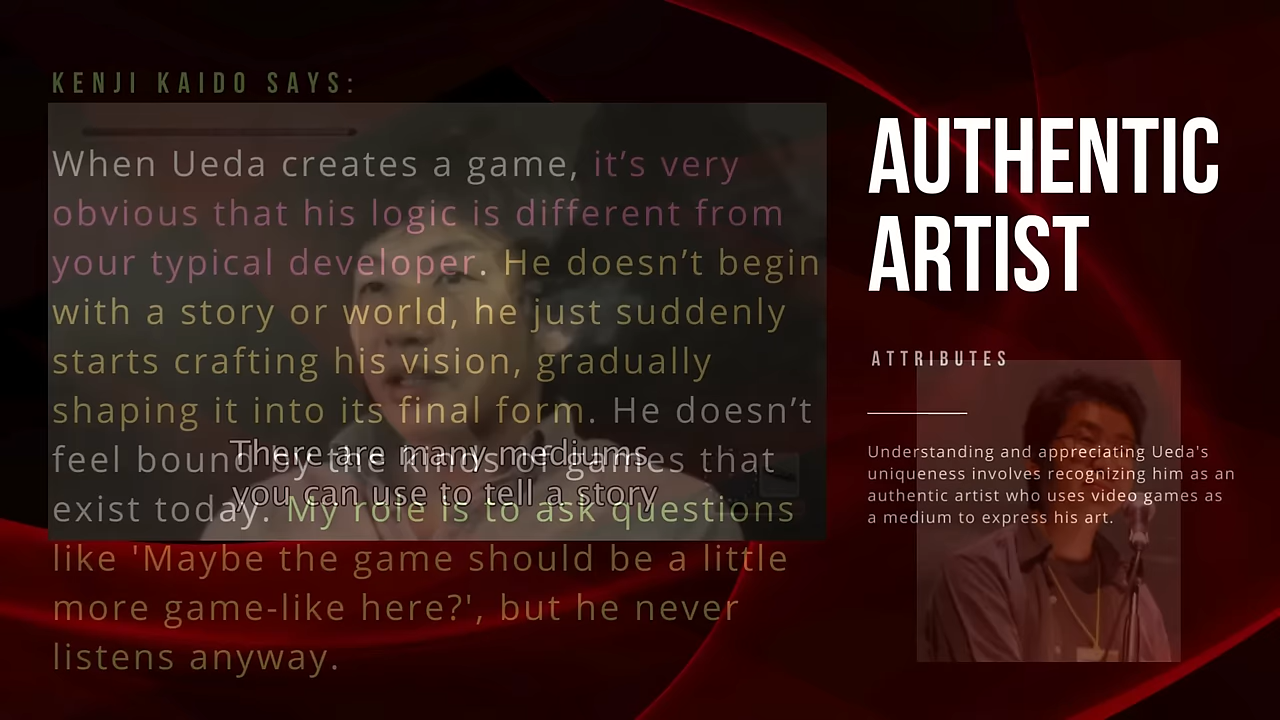 KENJI KAIDO SAYS:
When Ueda creates a game, it’s very
obvious that his logic is different from
your typical developer. He doesn’t begin
with a story or world, he just suddenly
starts crafting his vision, gradually
shaping it into its final form. He doesn’t
feel bound by the kinds of games that
exist today. My role is to ask questions
like 'Maybe the game should be a little
more game-like here?', but he never
listens anyway.
There are many mediums
you can use to tell a story
AUTHENTIC
ARTIST
ATTRIBUTES
Understanding and appreciating Ueda's
uniqueness involves recognizing him as an
authentic artist who uses video games as
a medium to express his art.